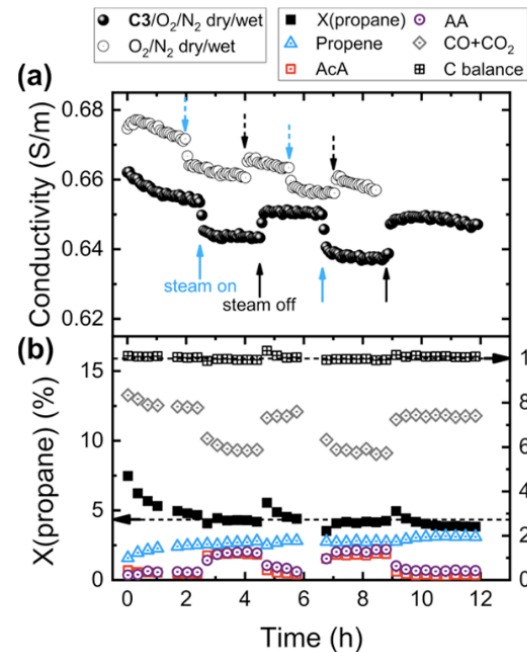 C3/O₂/N₂ dry/wet
O₂/N₂ dry/wet
X(propane)
Propene
AcA
AA
CO+CO₂
C balance
(a)
Conductivity (S/m)
0.68
0.66
0.64
0.62
steam on
steam off
(b)
X(propane) (%)
15
10
5
0
8
6
4
2
0
0 2 4 6 8 10 12
Time (h)